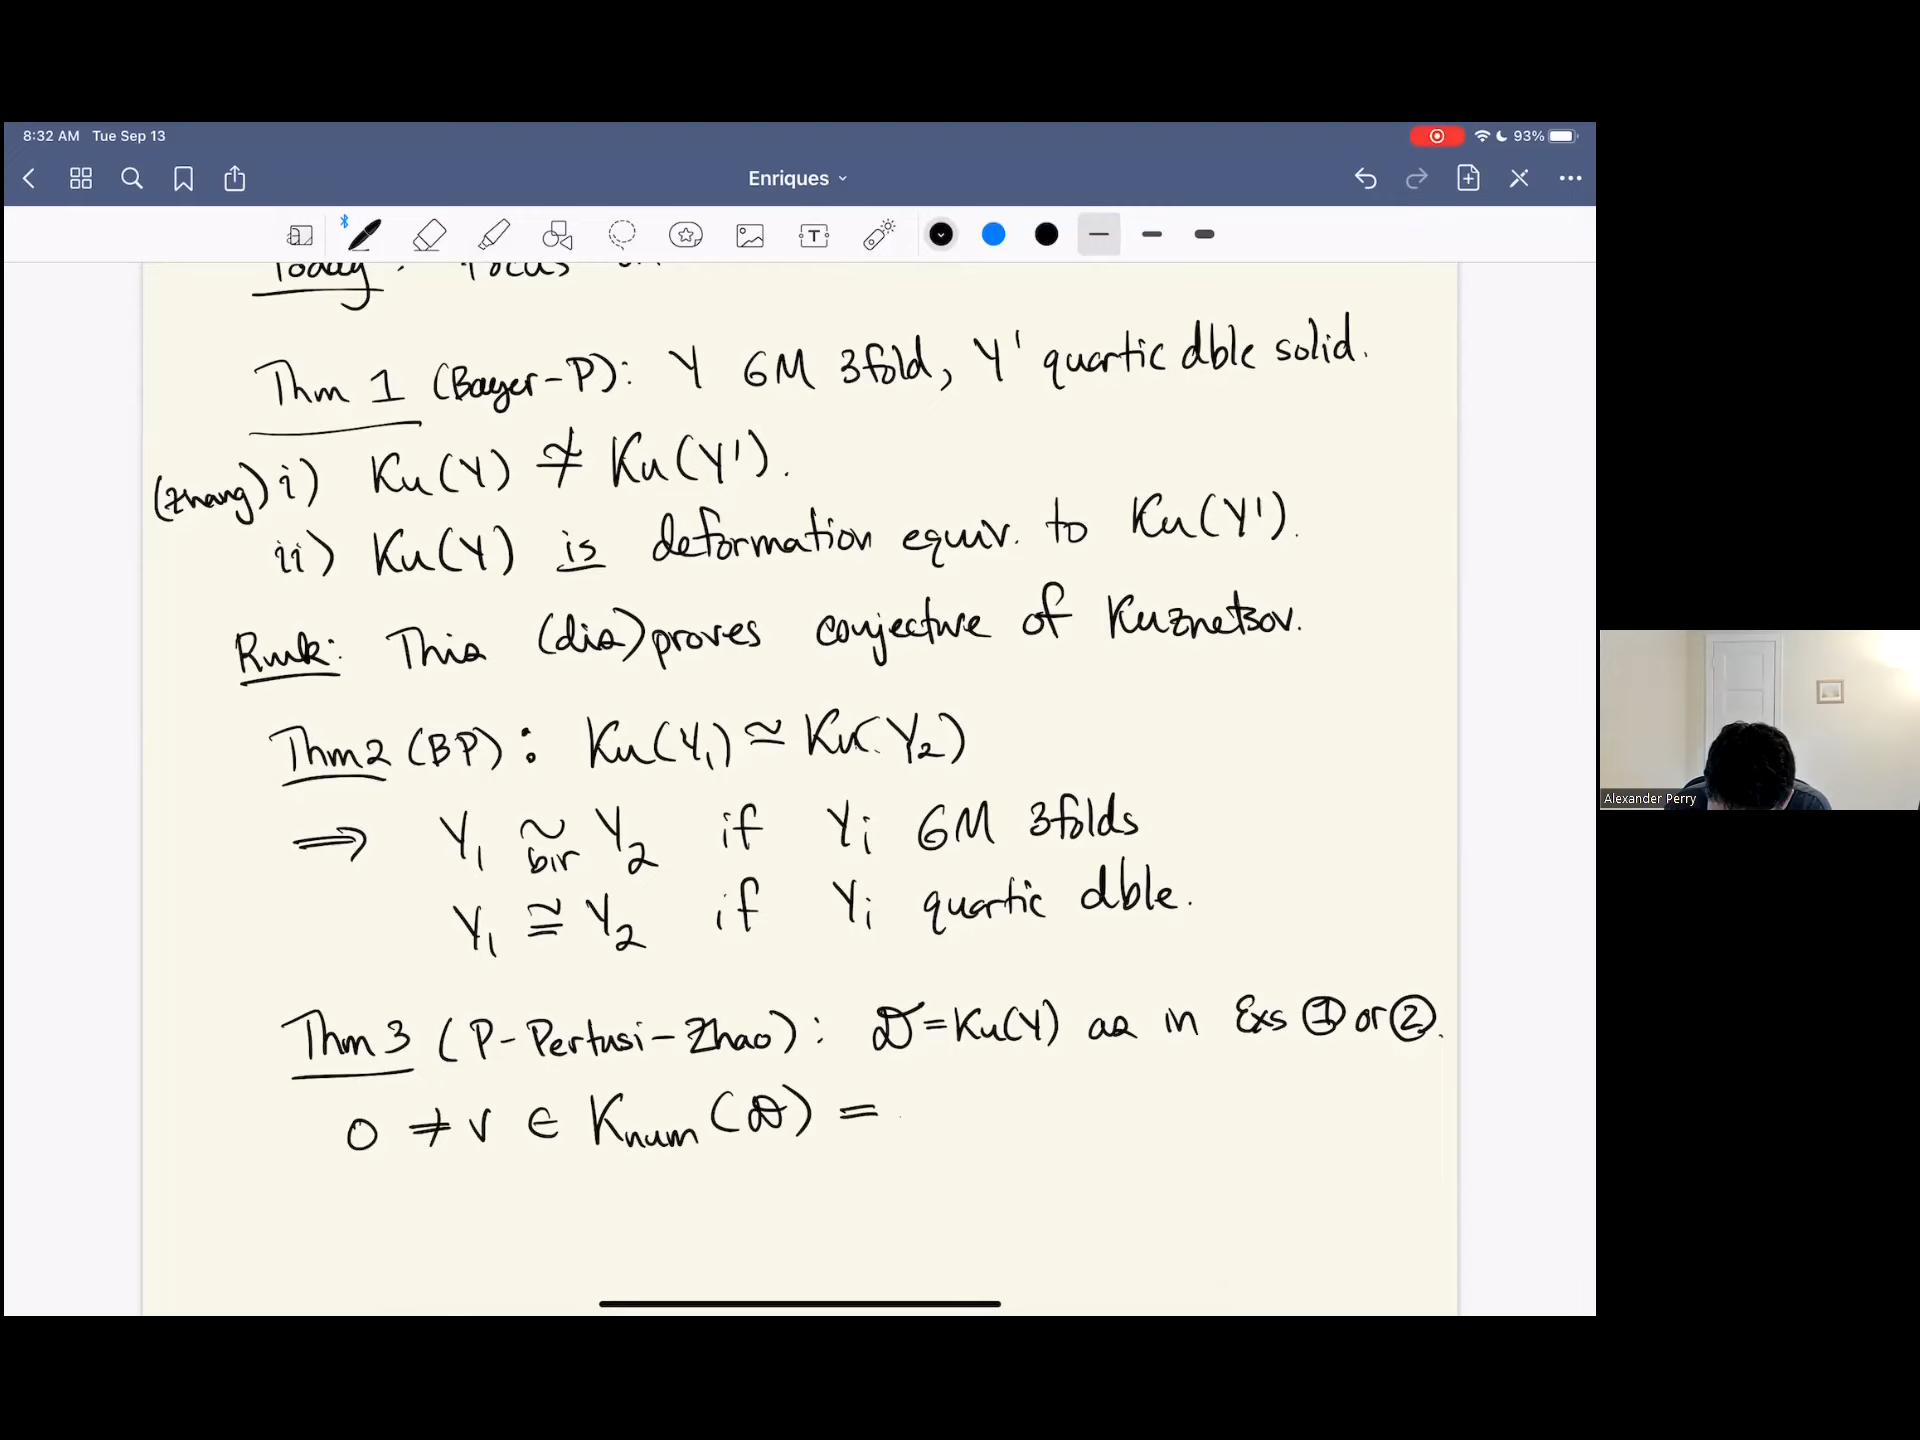 8:32 AM Tue Sep 13
93%
Enriques
T
Today: Focus on
Thm 1 (Bayer-P): Y GM 3fold, Y' quartic dble solid.
(Zhang) i) Ku(Y) ≄ Ku(Y').
ii) Ku(Y) is deformation equiv. to Ku(Y').
Rmk: This (dis)proves conjecture of Kuznetsov.
Thm2 (BP): Ku(Y₁) ≃ Ku(Y₂)
⟹ Y₁ ~bir Y₂ if Yi GM 3folds
Y₁ ≅ Y₂ if Yi quartic dble.
Thm 3 (P-Pertusi-Zhao): 𝒟 = Ku(Y) as in Exs ① or ②.
0 ≠ v ∈ Knum(𝒟) =
Alexander Perry